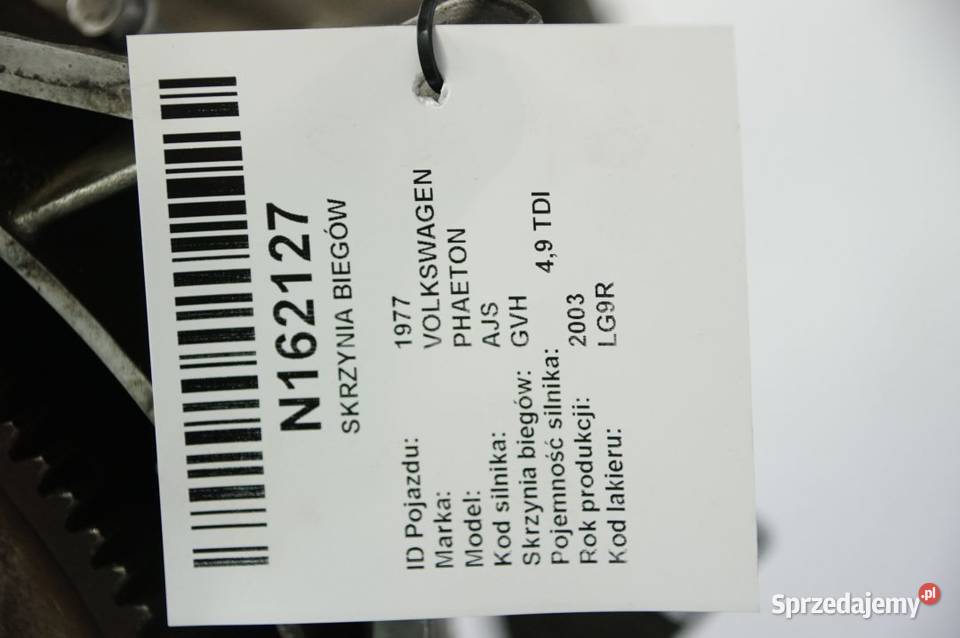 N162127
SKRZYNIA BIEGÓW
ID Pojazdu: 1977
Marka: VOLKSWAGEN
Model: PHAETON
Kod silnika: AJS
Skrzynia biegów: GVH
Pojemność silnika: 4,9 TDI
Rok produkcji: 2003
Kod lakieru: LG9R
Sprzedajemy.pl